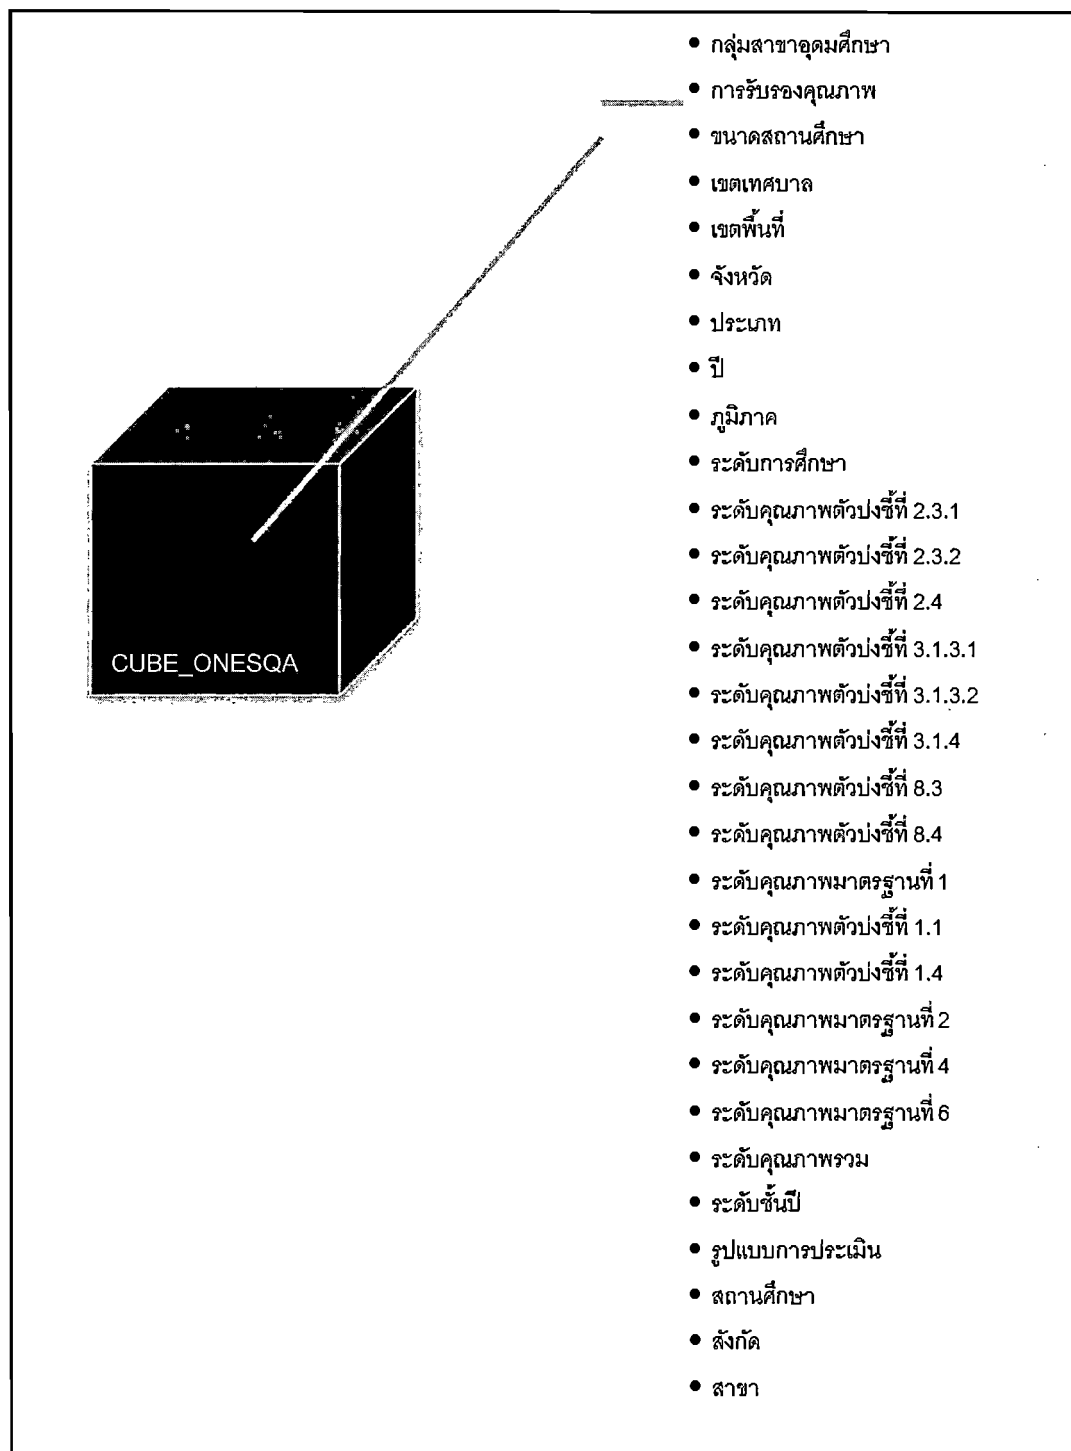 • กลุ่มสาขาอุดมศึกษา
• การรับรองคุณภาพ
• ขนาดสถานศึกษา
• เขตเทศบาล
• เขตพื้นที่
• จังหวัด
• ประเภท
• ปี
• ภูมิภาค
• ระดับการศึกษา
• ระดับคุณภาพตัวบ่งชี้ที่ 2.3.1
• ระดับคุณภาพตัวบ่งชี้ที่ 2.3.2
• ระดับคุณภาพตัวบ่งชี้ที่ 2.4
• ระดับคุณภาพตัวบ่งชี้ที่ 3.1.3.1
• ระดับคุณภาพตัวบ่งชี้ที่ 3.1.3.2
• ระดับคุณภาพตัวบ่งชี้ที่ 3.1.4
• ระดับคุณภาพตัวบ่งชี้ที่ 8.3
• ระดับคุณภาพตัวบ่งชี้ที่ 8.4
• ระดับคุณภาพมาตรฐานที่ 1
• ระดับคุณภาพตัวบ่งชี้ที่ 1.1
• ระดับคุณภาพตัวบ่งชี้ที่ 1.4
• ระดับคุณภาพมาตรฐานที่ 2
• ระดับคุณภาพมาตรฐานที่ 4
• ระดับคุณภาพมาตรฐานที่ 6
• ระดับคุณภาพรวม
• ระดับชั้นปี
• รูปแบบการประเมิน
• สถานศึกษา
• สังกัด
• สาขา
CUBE_ONESQA